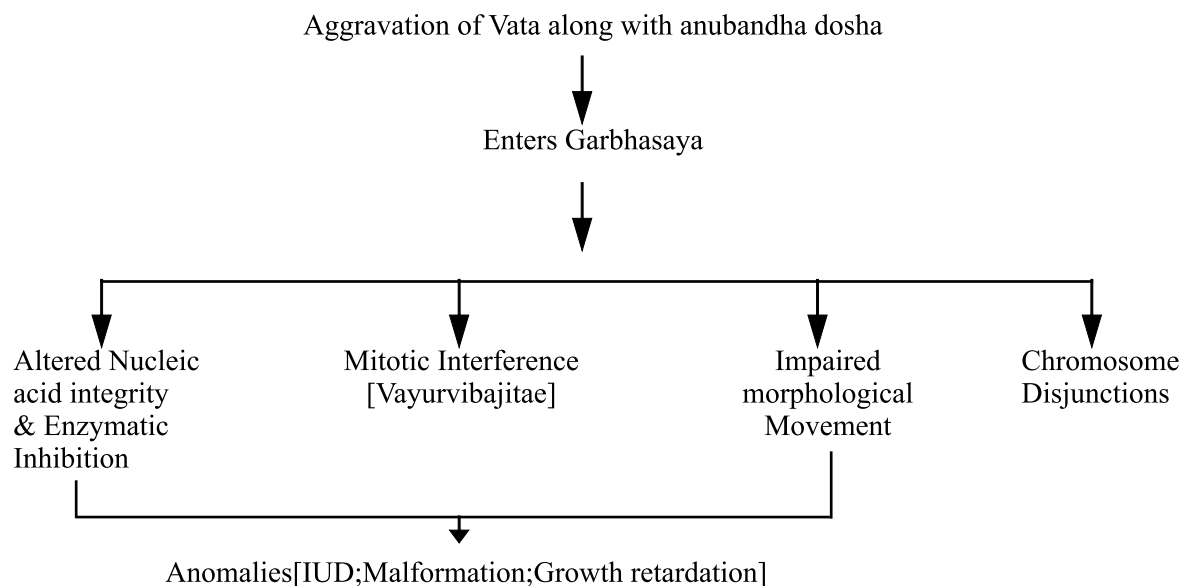 Aggravation of Vata along with anubandha dosha
Enters Garbhasaya
Altered Nucleic
acid integrity
& Enzymatic
Inhibition
Mitotic Interference
[Vayurvibajitae]
Impaired
morphological
Movement
Chromosome
Disjunctions
Anomalies[IUD;Malformation;Growth retardation]